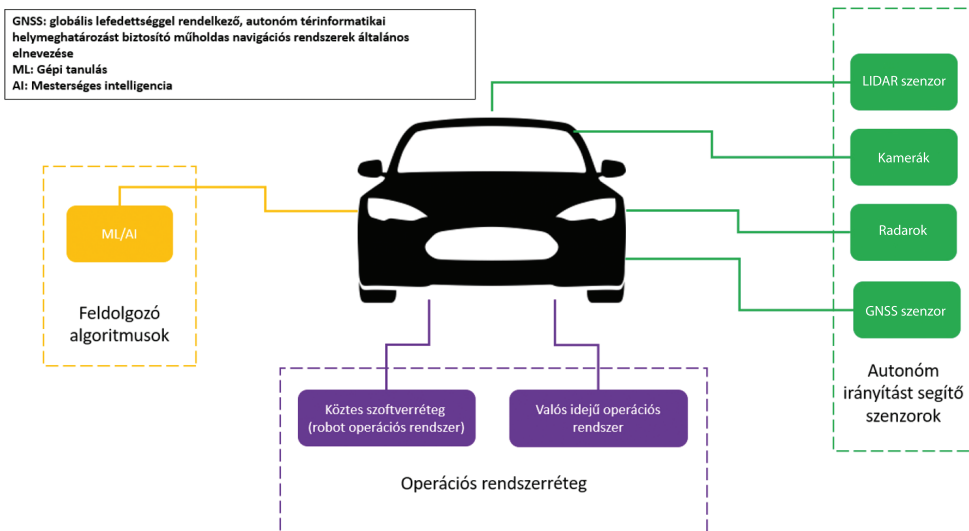 GNSS: globális lefedettséggel rendelkező, autonóm térinformatikai
helymeghatározást biztosító műholdas navigációs rendszerek általános
elnevezése
ML: Gépi tanulás
AI: Mesterséges intelligencia
LIDAR szenzor
Kamerák
Radarok
GNSS szenzor
Autonóm
irányítást segítő
szenzorok
ML/AI
Feldolgozó
algoritmusok
Köztes szoftverréteg
(robot operációs rendszer)
Valós idejű operációs
rendszer
Operációs rendszerréteg